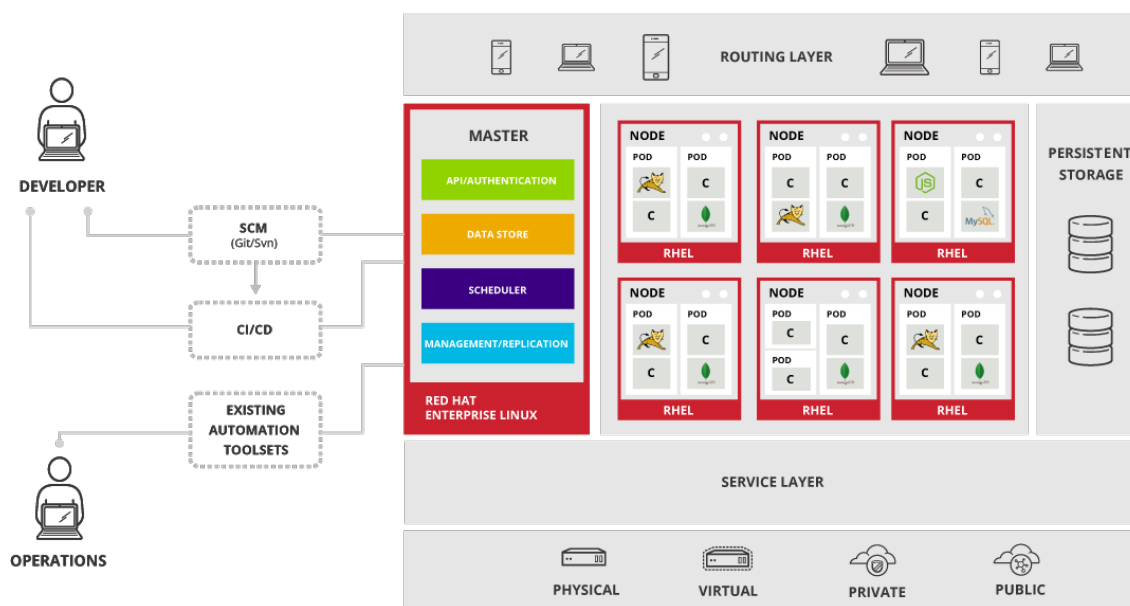 ROUTING LAYER
DEVELOPER
SCM
(Git/Svn)
CI/CD
EXISTING
AUTOMATION
TOOLSETS
OPERATIONS
MASTER
API/AUTHENTICATION
DATA STORE
SCHEDULER
MANAGEMENT/REPLICATION
RED HAT
ENTERPRISE LINUX
NODE
POD POD
C
C
RHEL
NODE
POD POD
C C
RHEL
NODE
POD POD
JS C
C MySQL
RHEL
NODE
POD POD
C
C
RHEL
NODE
POD POD
C C
POD
C
RHEL
NODE
POD POD
C
C
RHEL
PERSISTENT
STORAGE
SERVICE LAYER
PHYSICAL VIRTUAL PRIVATE PUBLIC